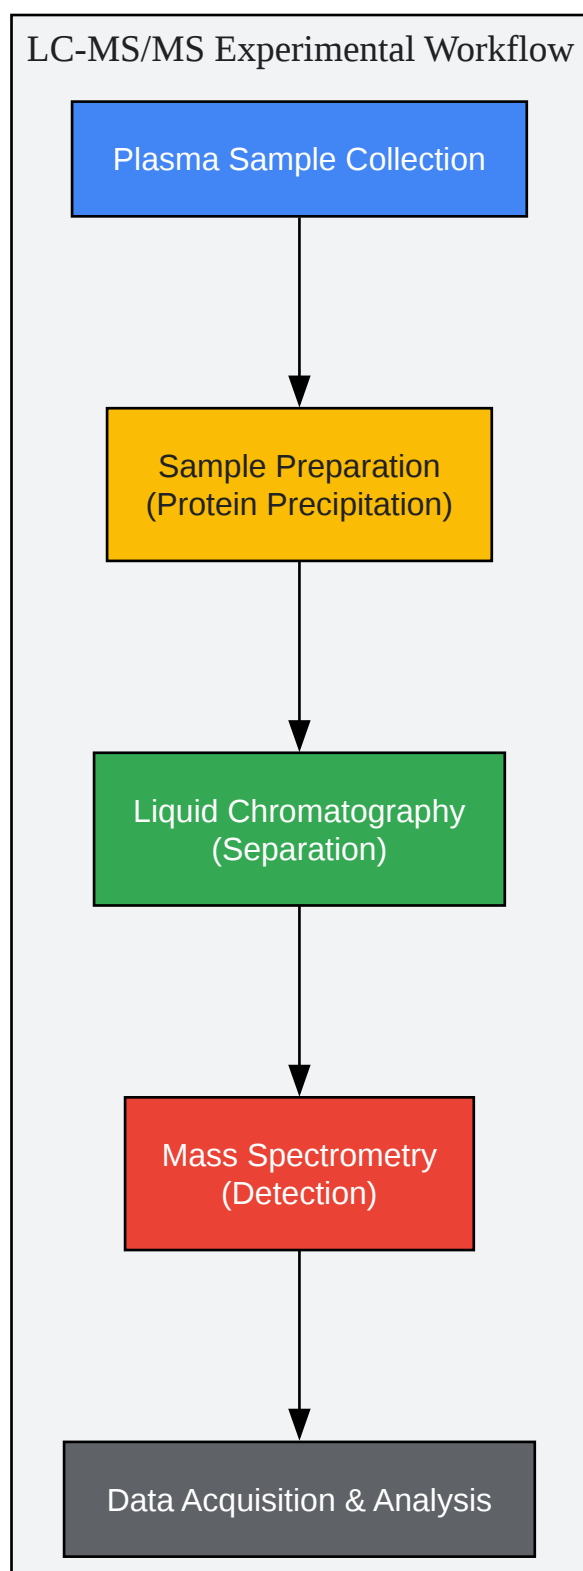 LC-MS/MS Experimental Workflow
Plasma Sample Collection
Sample Preparation
(Protein Precipitation)
Liquid Chromatography
(Separation)
Mass Spectrometry
(Detection)
Data Acquisition & Analysis